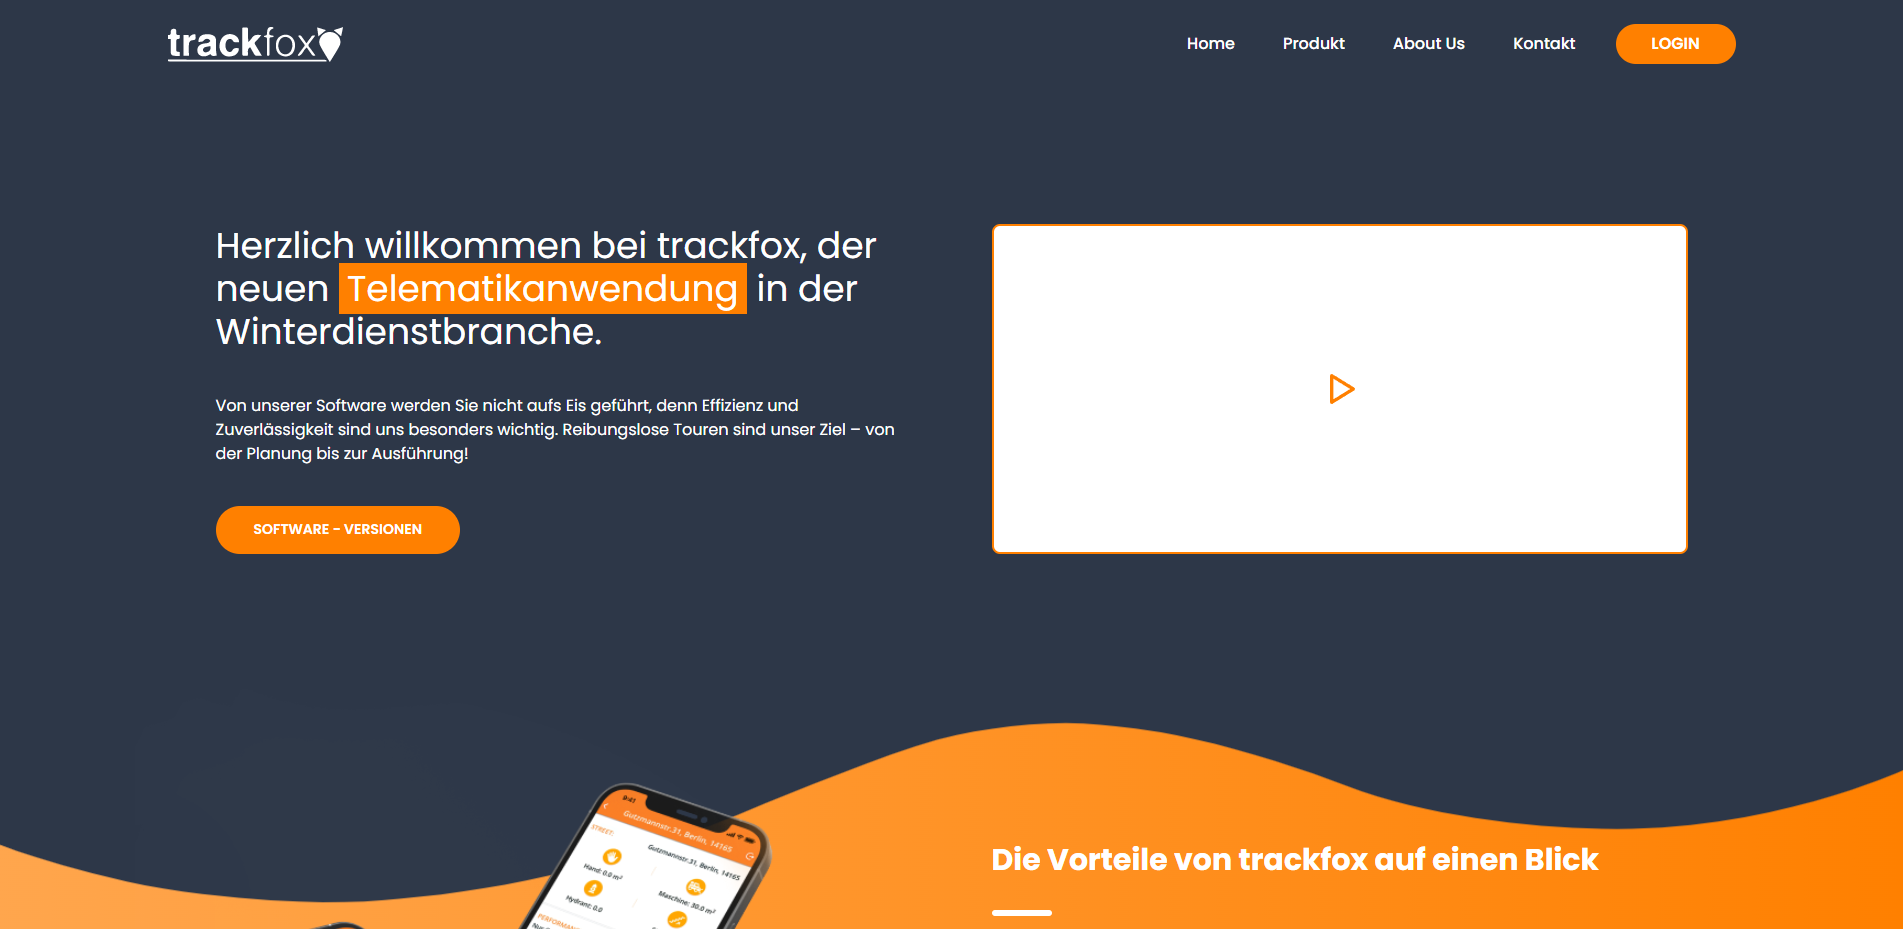 trackfox
Home
Produkt
About Us
Kontakt
LOGIN
Herzlich willkommen bei trackfox, der
neuen Telematikanwendung in der
Winterdienstbranche.
Von unserer Software werden Sie nicht aufs Eis geführt, denn Effizienz und
Zuverlässigkeit sind uns besonders wichtig. Reibungslose Touren sind unser Ziel – von
der Planung bis zur Ausführung!
SOFTWARE - VERSIONEN
9:41
Gutzmannstr.31, Berlin, 14165
STREET:
Gutzmannstr.31, Berlin, 14165
Hand: 0.0 m²
Maschine: 30.0 m²
Hydrant: 0.0
Die Vorteile von trackfox auf einen Blick